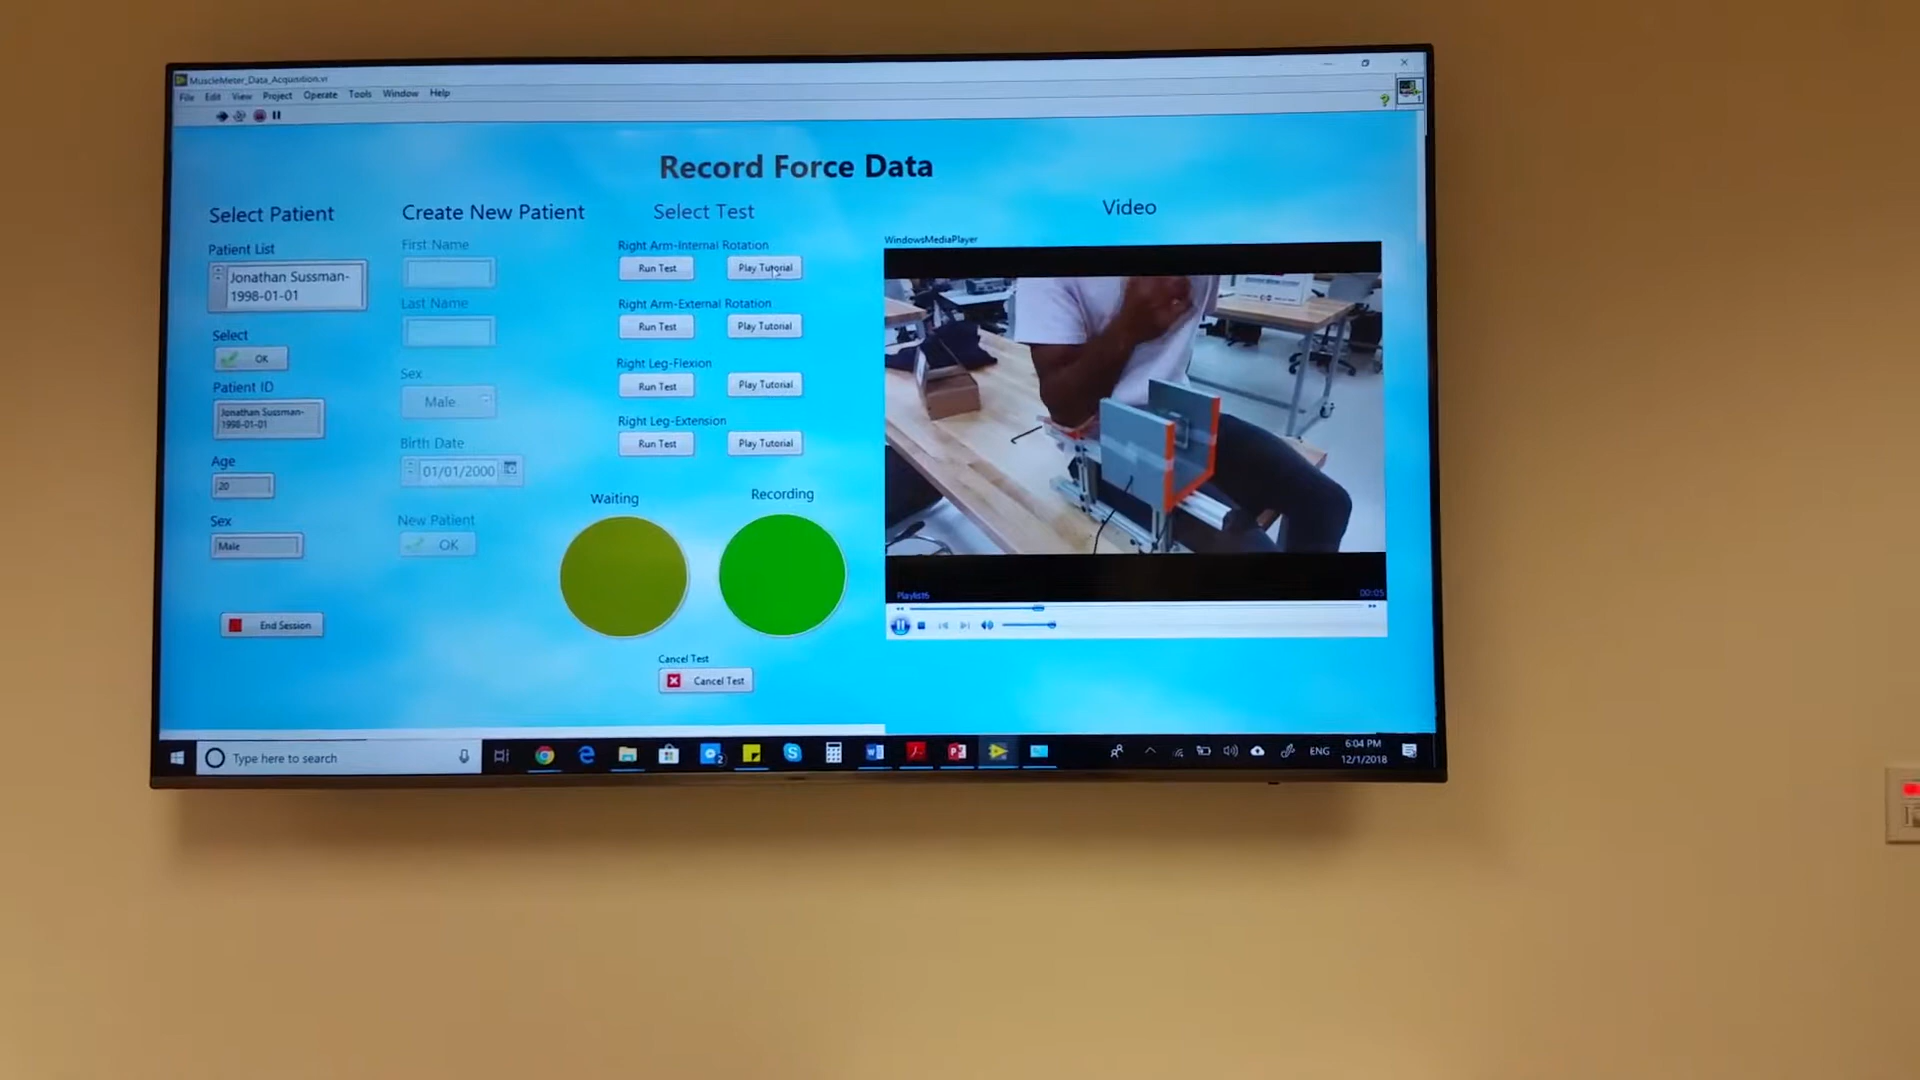 MuscleMeter_Data_Acquisition.vi
File Edit View Project Operate Tools Window Help
Record Force Data
Select Patient
Patient List
Jonathan Sussman-
1998-01-01
Select
OK
Patient ID
Jonathan Sussman-
1998-01-01
Age
20
Sex
Male
End Session
Create New Patient
First Name
Last Name
Sex
Male
Birth Date
01/01/2000
New Patient
OK
Select Test
Right Arm-Internal Rotation
Run Test Play Tutorial
Right Arm-External Rotation
Run Test Play Tutorial
Right Leg-Flexion
Run Test Play Tutorial
Right Leg-Extension
Run Test Play Tutorial
Waiting Recording
Cancel Test
Cancel Test
Video
WindowsMediaPlayer
Playlist6 00:05
Type here to search
ENG
6:04 PM
12/1/2018